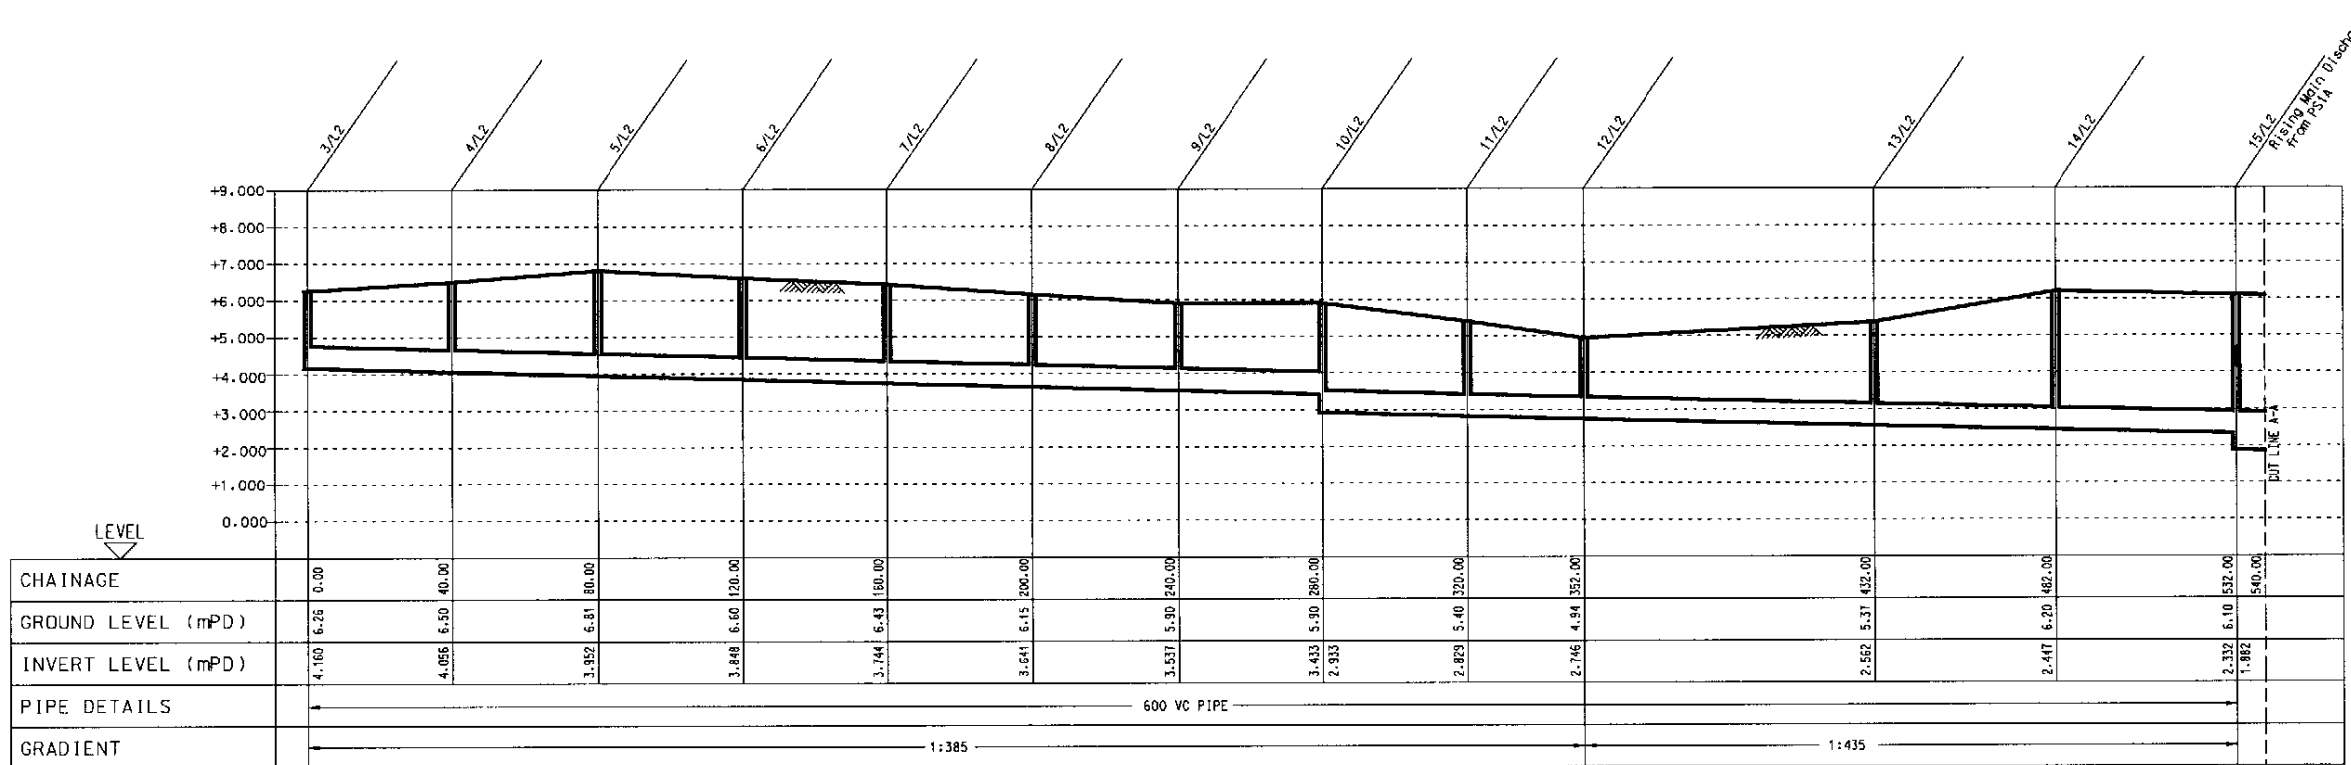 3/L2
4/L2
5/L2
6/L2
7/L2
8/L2
9/L2
10/L2
11/L2
12/L2
13/L2
14/L2
15/L2
Rising Main Discha
from PS1A
+9.000
+8.000
+7.000
+6.000
+5.000
+4.000
+3.000
+2.000
+1.000
0.000
CUT LINE A-A
LEVEL
CHAINAGE 0.00 40.00 80.00 120.00 160.00 200.00 240.00 280.00 320.00 352.00 432.00 482.00 532.00 540.00
GROUND LEVEL (mPD) 6.26 6.50 6.81 6.60 6.43 6.15 5.90 5.90 5.40 4.94 5.37 6.20 6.10
INVERT LEVEL (mPD) 4.160 4.056 3.952 3.848 3.744 3.641 3.537 3.433 2.933 2.829 2.746 2.562 2.447 2.332 1.882
PIPE DETAILS 600 VC PIPE
GRADIENT 1:385 1:435